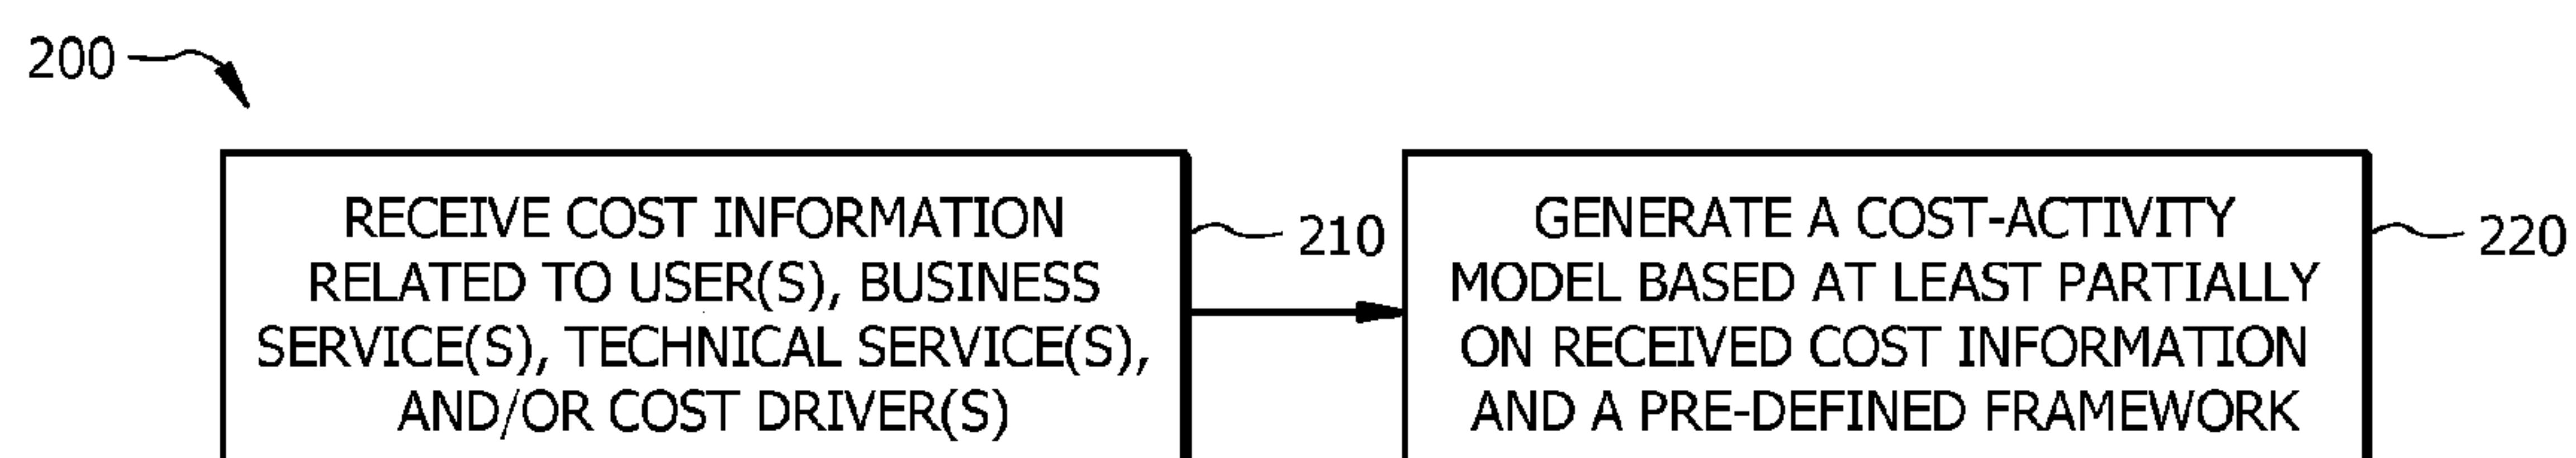 200
RECEIVE COST INFORMATION
RELATED TO USER(S), BUSINESS
SERVICE(S), TECHNICAL SERVICE(S),
AND/OR COST DRIVER(S)
210
GENERATE A COST-ACTIVITY
MODEL BASED AT LEAST PARTIALLY
ON RECEIVED COST INFORMATION
AND A PRE-DEFINED FRAMEWORK
220